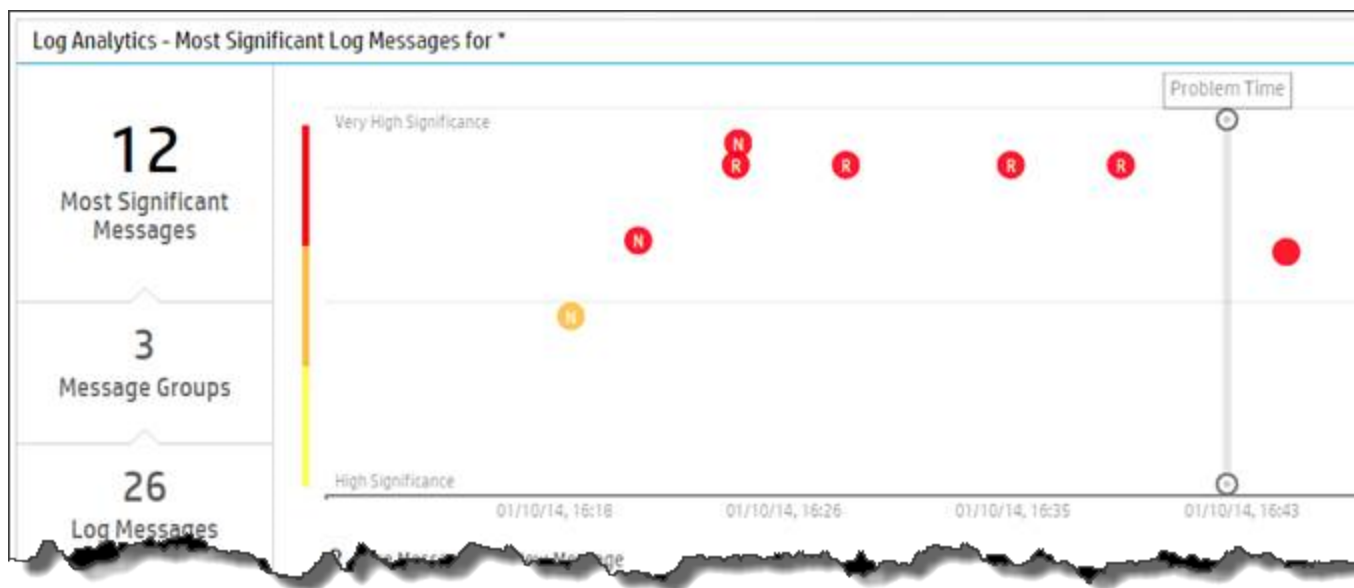 Log Analytics - Most Significant Log Messages for *
Problem Time
12
Most Significant
Messages
3
Message Groups
26
Log Messages
Very High Significance
N
R
R
R
R
N
N
High Significance
01/10/14, 16:18
01/10/14, 16:26
01/10/14, 16:35
01/10/14, 16:43
Message